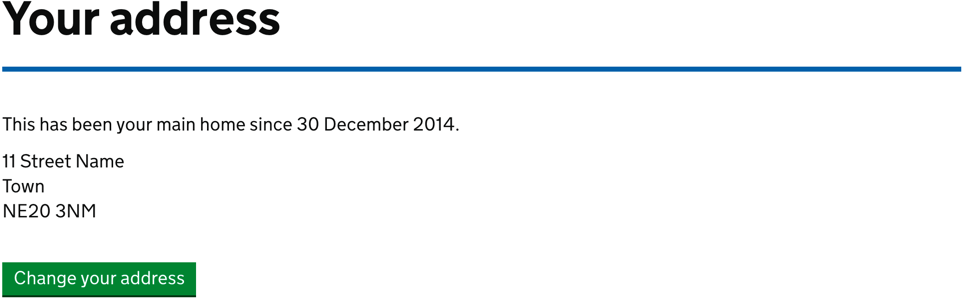 Your address
This has been your main home since 30 December 2014.
11 Street Name
Town
NE20 3NM
Change your address